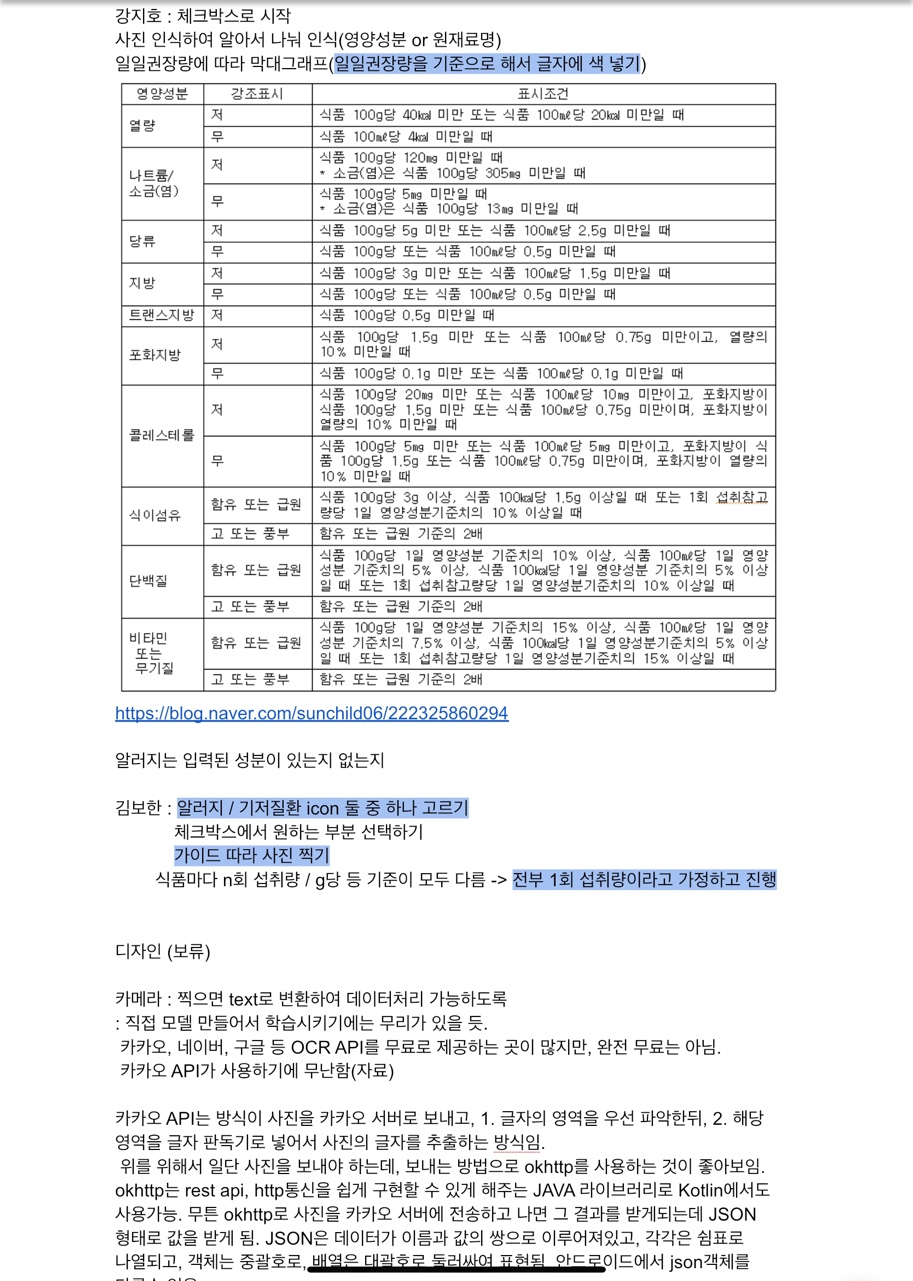 강지호 : 체크박스로 시작
사진 인식하여 알아서 나눠 인식(영양성분 or 원재료명)
일일권장량에 따라 막대그래프(일일권장량을 기준으로 해서 글자에 색 넣기)
영양성분 강조표시 표시조건
열량
저 식품 100g당 40㎉ 미만 또는 식품 100㎖당 20㎉ 미만일 때
무 식품 100㎖당 4㎉ 미만일 때
나트륨/
소금(염)
저 식품 100g당 120㎎ 미만일 때
* 소금(염)은 식품 100g당 305㎎ 미만일 때
무 식품 100g당 5㎎ 미만일 때
* 소금(염)은 식품 100g당 13㎎ 미만일 때
당류
저 식품 100g당 5g 미만 또는 식품 100㎖당 2.5g 미만일 때
무 식품 100g당 또는 식품 100㎖당 0.5g 미만일 때
지방
저 식품 100g당 3g 미만 또는 식품 100㎖당 1.5g 미만일 때
무 식품 100g당 또는 식품 100㎖당 0.5g 미만일 때
트랜스지방 저 식품 100g당 0.5g 미만일 때
포화지방
저 식품 100g당 1.5g 미만 또는 식품 100㎖당 0.75g 미만이고, 열량의
10% 미만일 때
무 식품 100g당 0.1g 미만 또는 식품 100㎖당 0.1g 미만일 때
콜레스테롤
저 식품 100g당 20㎎ 미만 또는 식품 100㎖당 10㎎ 미만이고, 포화지방이
식품 100g당 1.5g 미만 또는 식품 100㎖당 0.75g 미만이며, 포화지방이
열량의 10% 미만일 때
무 식품 100g당 5㎎ 미만 또는 식품 100㎖당 5㎎ 미만이고, 포화지방이 식
품 100g당 1.5g 또는 식품 100㎖당 0.75g 미만이며, 포화지방이 열량의
10% 미만일 때
식이섬유
함유 또는 급원 식품 100g당 3g 이상, 식품 100㎉당 1.5g 이상일 때 또는 1회 섭취참고
량당 1일 영양성분기준치의 10% 이상일 때
고 또는 풍부 함유 또는 급원 기준의 2배
단백질
함유 또는 급원 식품 100g당 1일 영양성분 기준치의 10% 이상, 식품 100㎖당 1일 영양
성분 기준치의 5% 이상, 식품 100㎉당 1일 영양성분 기준치의 5% 이상
일 때 또는 1회 섭취참고량당 1일 영양성분기준치의 10% 이상일 때
고 또는 풍부 함유 또는 급원 기준의 2배
비타민
또는
무기질
함유 또는 급원 식품 100g당 1일 영양성분 기준치의 15% 이상, 식품 100㎖당 1일 영양
성분 기준치의 7.5% 이상, 식품 100㎉당 1일 영양성분기준치의 5% 이상
일 때 또는 1회 섭취참고량당 1일 영양성분기준치의 15% 이상일 때
고 또는 풍부 함유 또는 급원 기준의 2배
https://blog.naver.com/sunchild06/222325860294
알러지는 입력된 성분이 있는지 없는지
김보한 : 알러지 / 기저질환 icon 둘 중 하나 고르기
체크박스에서 원하는 부분 선택하기
가이드 따라 사진 찍기
식품마다 n회 섭취량 / g당 등 기준이 모두 다름 -> 전부 1회 섭취량이라고 가정하고 진행
디자인 (보류)
카메라 : 찍으면 text로 변환하여 데이터처리 가능하도록
: 직접 모델 만들어서 학습시키기에는 무리가 있을 듯.
카카오, 네이버, 구글 등 OCR API를 무료로 제공하는 곳이 많지만, 완전 무료는 아님.
카카오 API가 사용하기에 무난함(자료)
카카오 API는 방식이 사진을 카카오 서버로 보내고, 1. 글자의 영역을 우선 파악한뒤, 2. 해당
영역을 글자 판독기로 넣어서 사진의 글자를 추출하는 방식임.
위를 위해서 일단 사진을 보내야 하는데, 보내는 방법으로 okhttp를 사용하는 것이 좋아보임.
okhttp는 rest api, http통신을 쉽게 구현할 수 있게 해주는 JAVA 라이브러리로 Kotlin에서도
사용가능. 무튼 okhttp로 사진을 카카오 서버에 전송하고 나면 그 결과를 받게되는데 JSON
형태로 값을 받게 됨. JSON은 데이터가 이름과 값의 쌍으로 이루어져있고, 각각은 쉼표로
나열되고, 객체는 중괄호로, 배열은 대괄호로 둘러싸여 표현됨. 안드로이드에서 json객체를